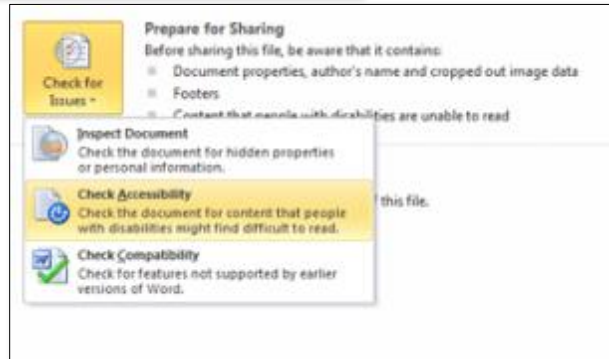 Prepare for Sharing
Before sharing this file, be aware that it contains:
Document properties, author's name and cropped out image data
Footers
Content that people with disabilities are unable to read
Check for
Issues
Inspect Document
Check the document for hidden properties
or personal information.
Check Accessibility
Check the document for content that people
with disabilities might find difficult to read.
Check Compatibility
Check for features not supported by earlier
versions of Word.
this file.